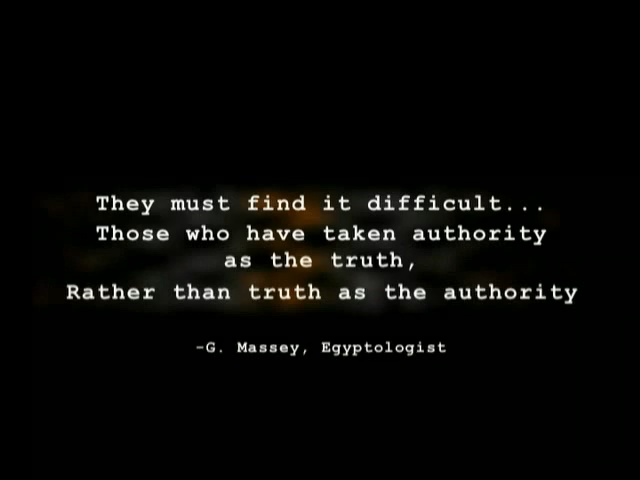 They must find it difficult...
Those who have taken authority
as the truth,
Rather than truth as the authority
-G. Massey, Egyptologist